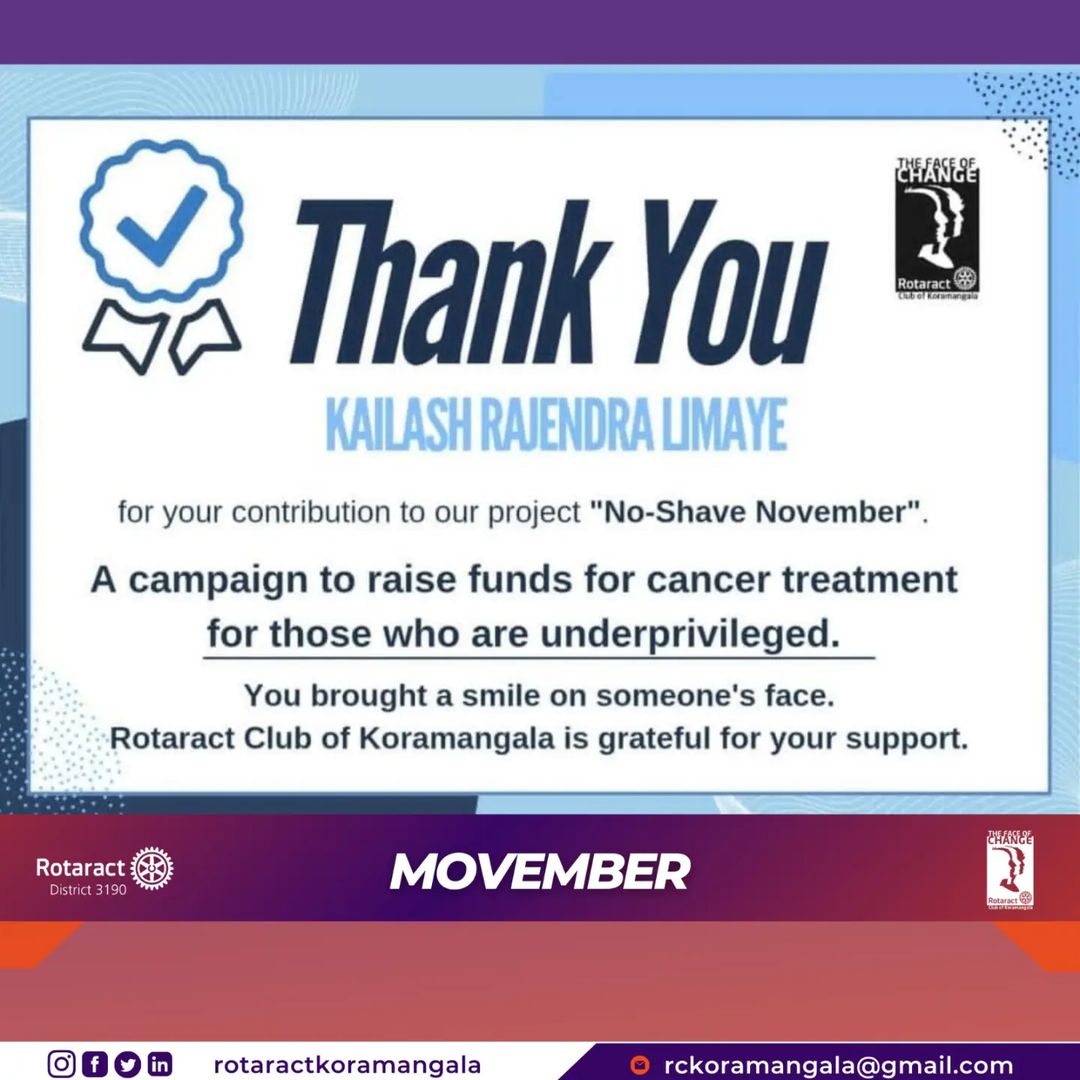 THE FACE OF
CHANGE
Rotaract
Club of Koramangala
Thank You
KAILASH RAJENDRA LIMAYE
for your contribution to our project "No-Shave November".
A campaign to raise funds for cancer treatment
for those who are underprivileged.
You brought a smile on someone's face.
Rotaract Club of Koramangala is grateful for your support.
Rotaract
District 3190
MOVEMBER
THE FACE OF
CHANGE
Rotaract
Club of Koramangala
rotaractkoramangala
rckoramangala@gmail.com